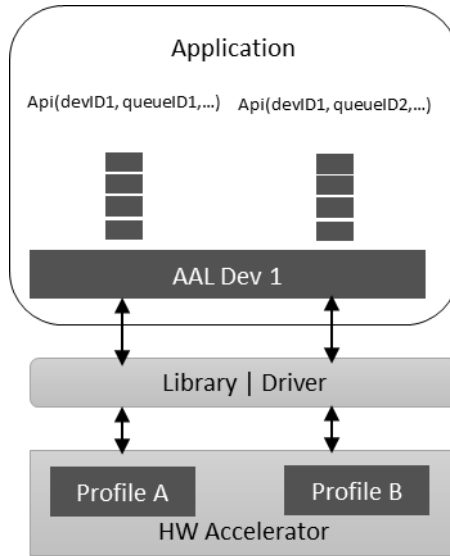 Application
Api(devID1, queueID1,...) Api(devID1, queueID2,...)
AAL Dev 1
Library | Driver
Profile A Profile B
HW Accelerator